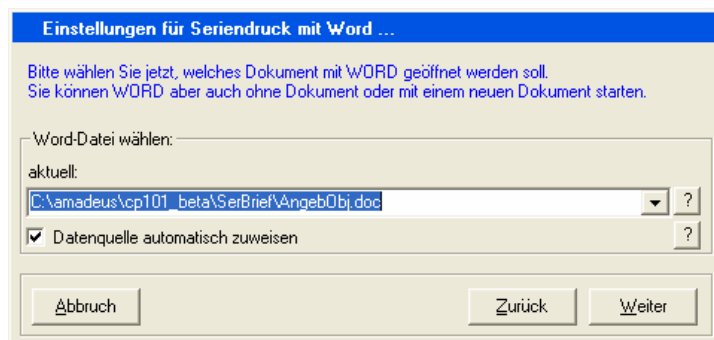 Einstellungen für Seriendruck mit Word ...
Bitte wählen Sie jetzt, welches Dokument mit WORD geöffnet werden soll.
Sie können WORD aber auch ohne Dokument oder mit einem neuen Dokument starten.
Word-Datei wählen:
aktuell:
C:\amadeus\cp101_beta\SerBrief\AngebObj.doc ?
Datenquelle automatisch zuweisen ?
Abbruch Zurück Weiter